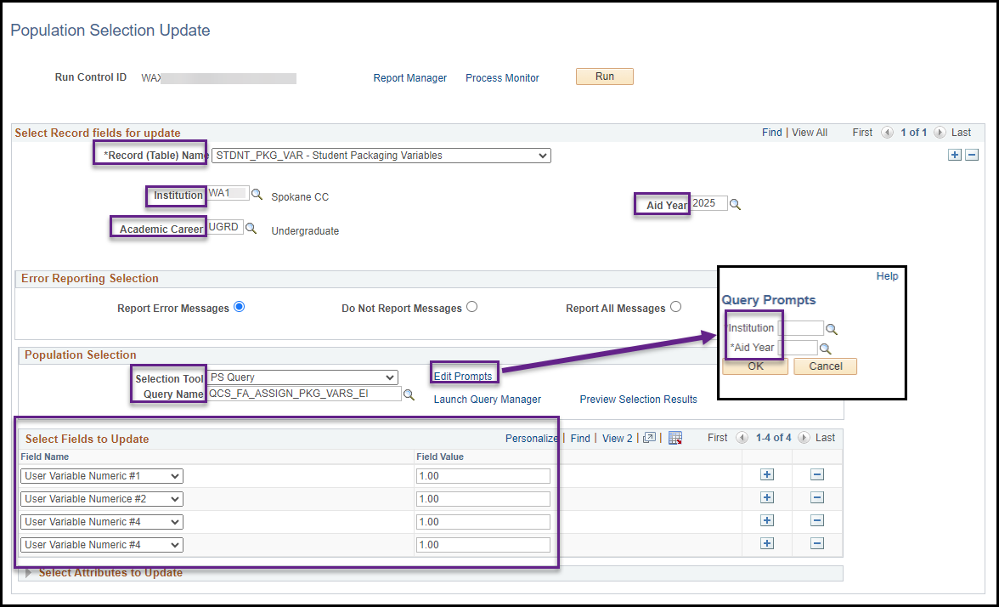 Population Selection Update
Run Control ID WAX Report Manager Process Monitor Run
Select Record fields for update Find | View All First 1 of 1 Last
*Record (Table) Name STDNT_PKG_VAR - Student Packaging Variables
Institution WA1 Spokane CC Aid Year 2025
Academic Career UGRD Undergraduate
Error Reporting Selection
Report Error Messages Do Not Report Messages Report All Messages
Help
Query Prompts
*Institution
*Aid Year
OK Cancel
Population Selection
Selection Tool PS Query Edit Prompts
Query Name QCS_FA_ASSIGN_PKG_VARS_EI Launch Query Manager Preview Selection Results
Select Fields to Update Personalize | Find | View 2 | | First 1-4 of 4 Last
Field Name Field Value
User Variable Numeric #1 1.00
User Variable Numerice #2 1.00
User Variable Numeric #4 1.00
User Variable Numeric #4 1.00
Select Attributes to Update